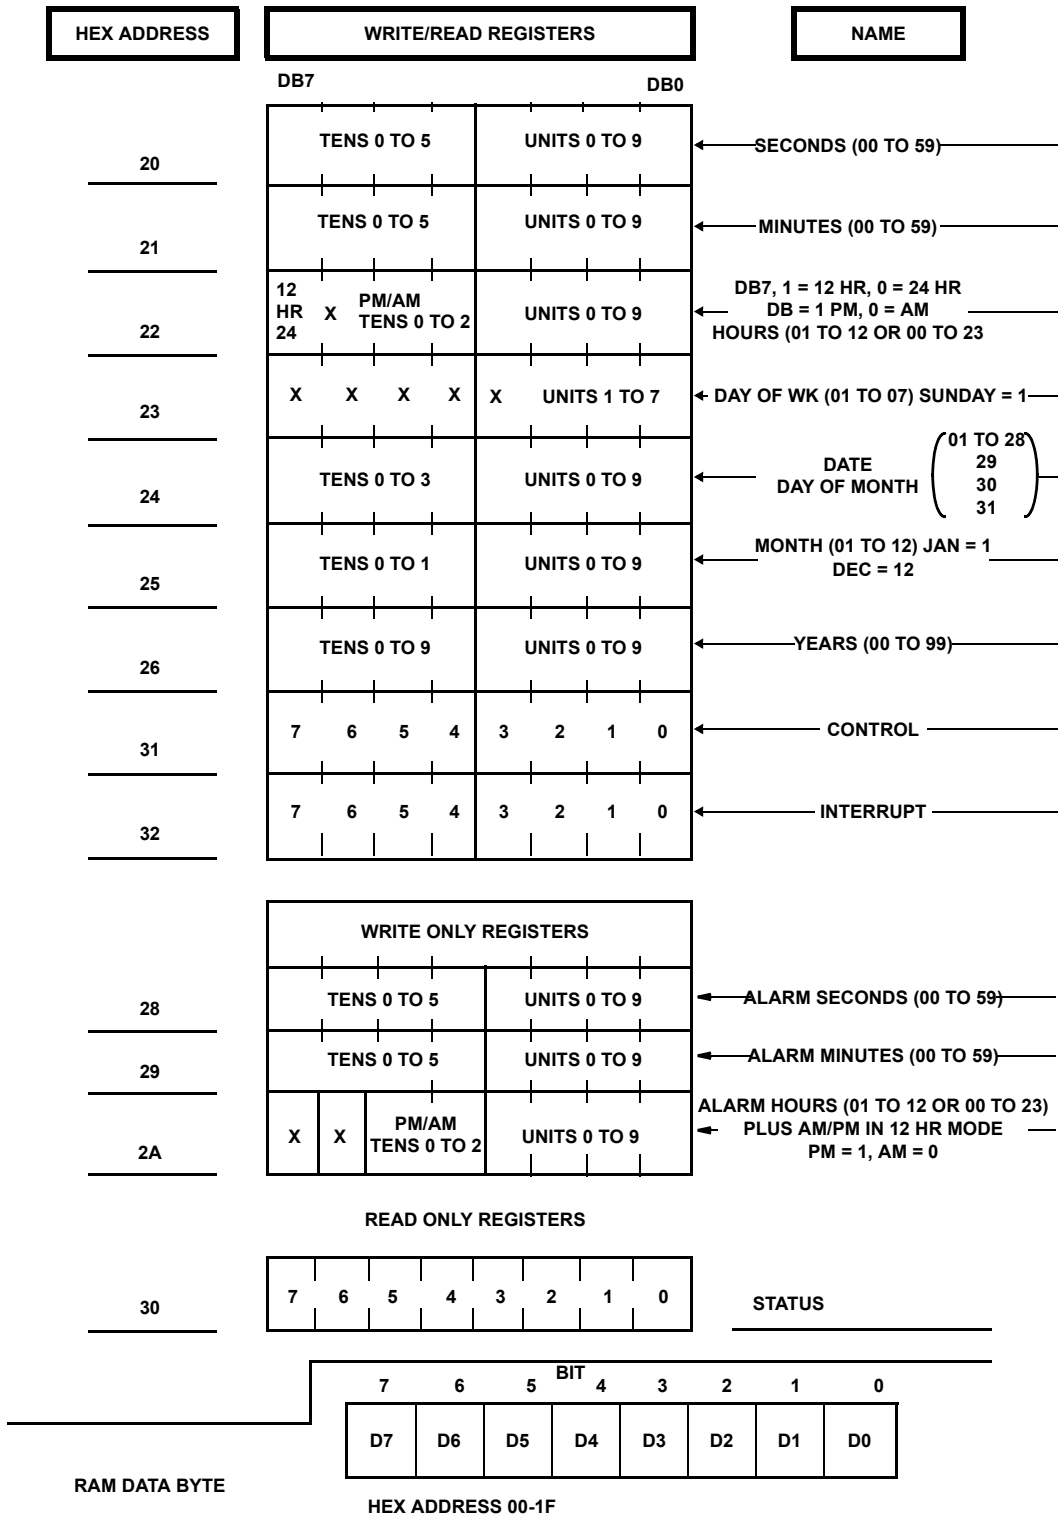 HEX ADDRESS WRITE/READ REGISTERS NAME
DB7 DB0
20 TENS 0 TO 5 UNITS 0 TO 9 SECONDS (00 TO 59)
21 TENS 0 TO 5 UNITS 0 TO 9 MINUTES (00 TO 59)
22
12
HR
24
X
PM/AM
TENS 0 TO 2
UNITS 0 TO 9
DB7, 1 = 12 HR, 0 = 24 HR
DB = 1 PM, 0 = AM
HOURS (01 TO 12 OR 00 TO 23
23 X X X X X UNITS 1 TO 7 DAY OF WK (01 TO 07) SUNDAY = 1
24 TENS 0 TO 3 UNITS 0 TO 9
DATE
DAY OF MONTH
01 TO 28
29
30
31
25 TENS 0 TO 1 UNITS 0 TO 9
MONTH (01 TO 12) JAN = 1
DEC = 12
26 TENS 0 TO 9 UNITS 0 TO 9 YEARS (00 TO 99)
31 7 6 5 4 3 2 1 0 CONTROL
32 7 6 5 4 3 2 1 0 INTERRUPT
WRITE ONLY REGISTERS
28 TENS 0 TO 5 UNITS 0 TO 9 ALARM SECONDS (00 TO 59)
29 TENS 0 TO 5 UNITS 0 TO 9 ALARM MINUTES (00 TO 59)
2A X X
PM/AM
TENS 0 TO 2
UNITS 0 TO 9
ALARM HOURS (01 TO 12 OR 00 TO 23)
PLUS AM/PM IN 12 HR MODE
PM = 1, AM = 0
READ ONLY REGISTERS
30 7 6 5 4 3 2 1 0 STATUS
BIT
7 6 5 4 3 2 1 0
D7 D6 D5 D4 D3 D2 D1 D0
RAM DATA BYTE
HEX ADDRESS 00-1F